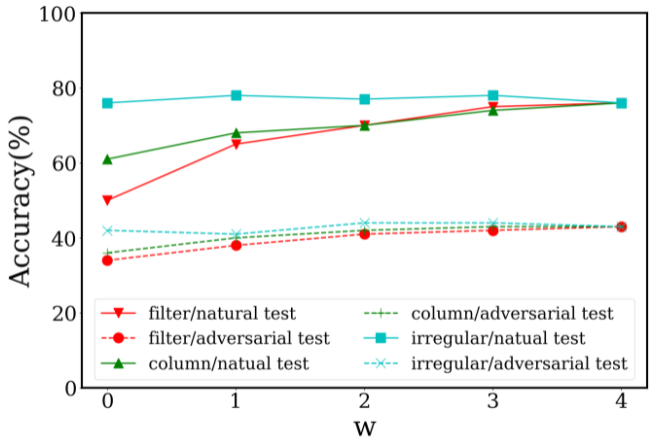 100
80
60
40
20
0
Accuracy(%)
filter/natural test
filter/adversarial test
column/natual test
column/adversarial test
irregular/natual test
irregular/adversarial test
0 1 2 3 4
w